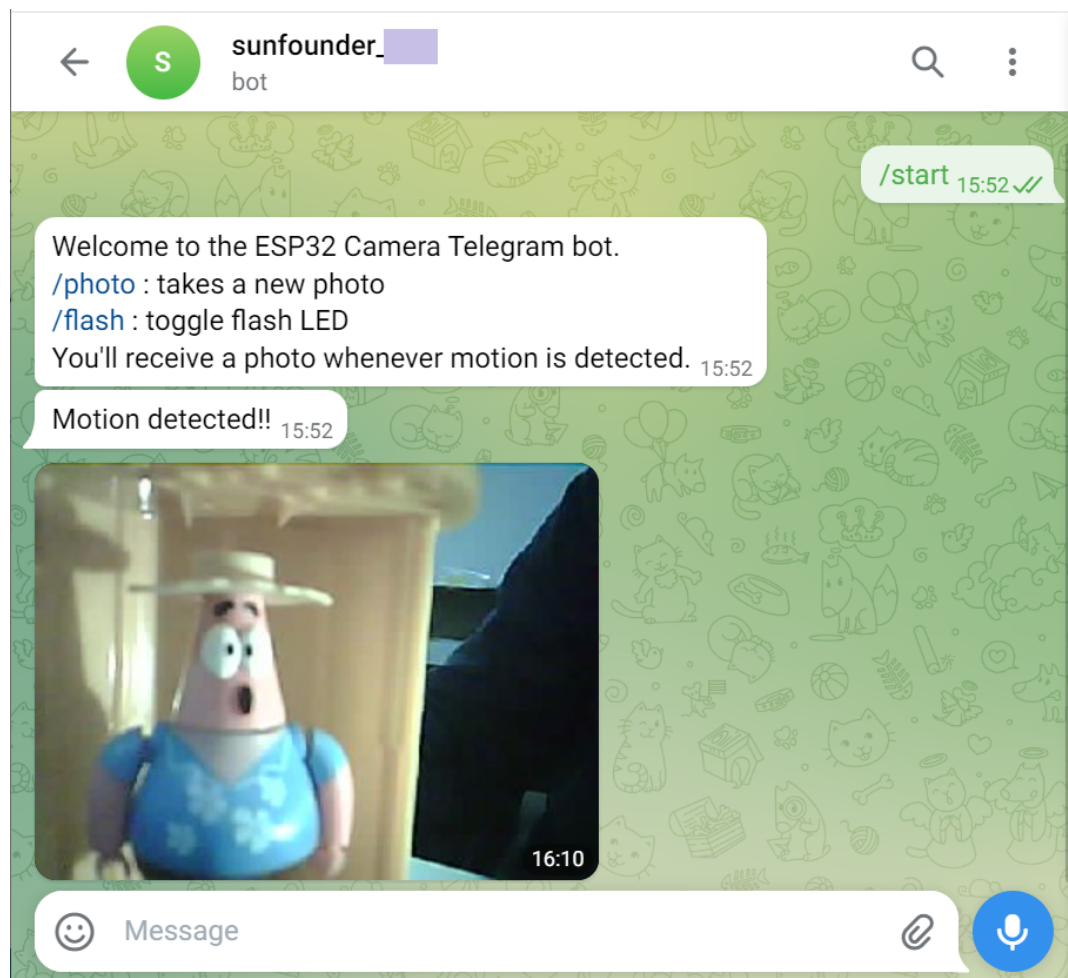 S
sunfounder_
bot
/start 15:52
Welcome to the ESP32 Camera Telegram bot.
/photo : takes a new photo
/flash : toggle flash LED
You'll receive a photo whenever motion is detected. 15:52
Motion detected!! 15:52
16:10
Message